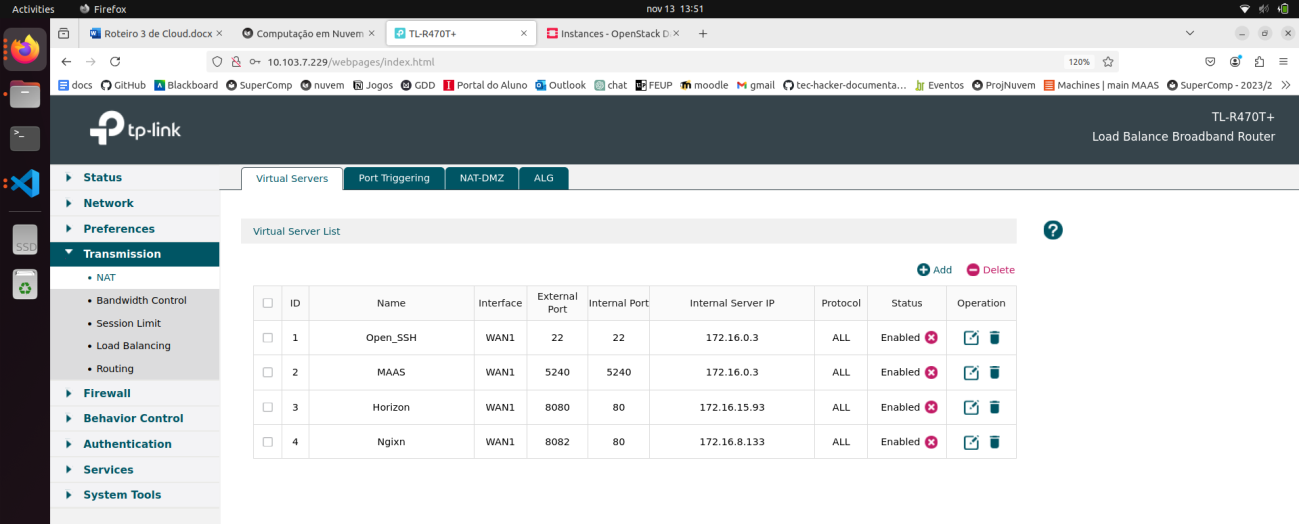 Activities Firefox nov 13 13:51
Roteiro 3 de Cloud.docx Computação em Nuvem TL-R470T+ Instances - OpenStack D
10.103.7.229/webpages/index.html 120%
docs GitHub Blackboard SuperComp nuvem Jogos GDD Portal do Aluno Outlook chat FEUP moodle gmail tec-hacker-documenta... Eventos ProjNuvem Machines | main MAAS SuperComp - 2023/2
tp-link
TL-R470T+
Load Balance Broadband Router
Status
Network
Preferences
Transmission
NAT
Bandwidth Control
Session Limit
Load Balancing
Routing
Firewall
Behavior Control
Authentication
Services
System Tools
SSD
Virtual Servers Port Triggering NAT-DMZ ALG
Virtual Server List
Add Delete
ID Name Interface External Port Internal Port Internal Server IP Protocol Status Operation
1 Open_SSH WAN1 22 22 172.16.0.3 ALL Enabled
2 MAAS WAN1 5240 5240 172.16.0.3 ALL Enabled
3 Horizon WAN1 8080 80 172.16.15.93 ALL Enabled
4 Ngixn WAN1 8082 80 172.16.8.133 ALL Enabled